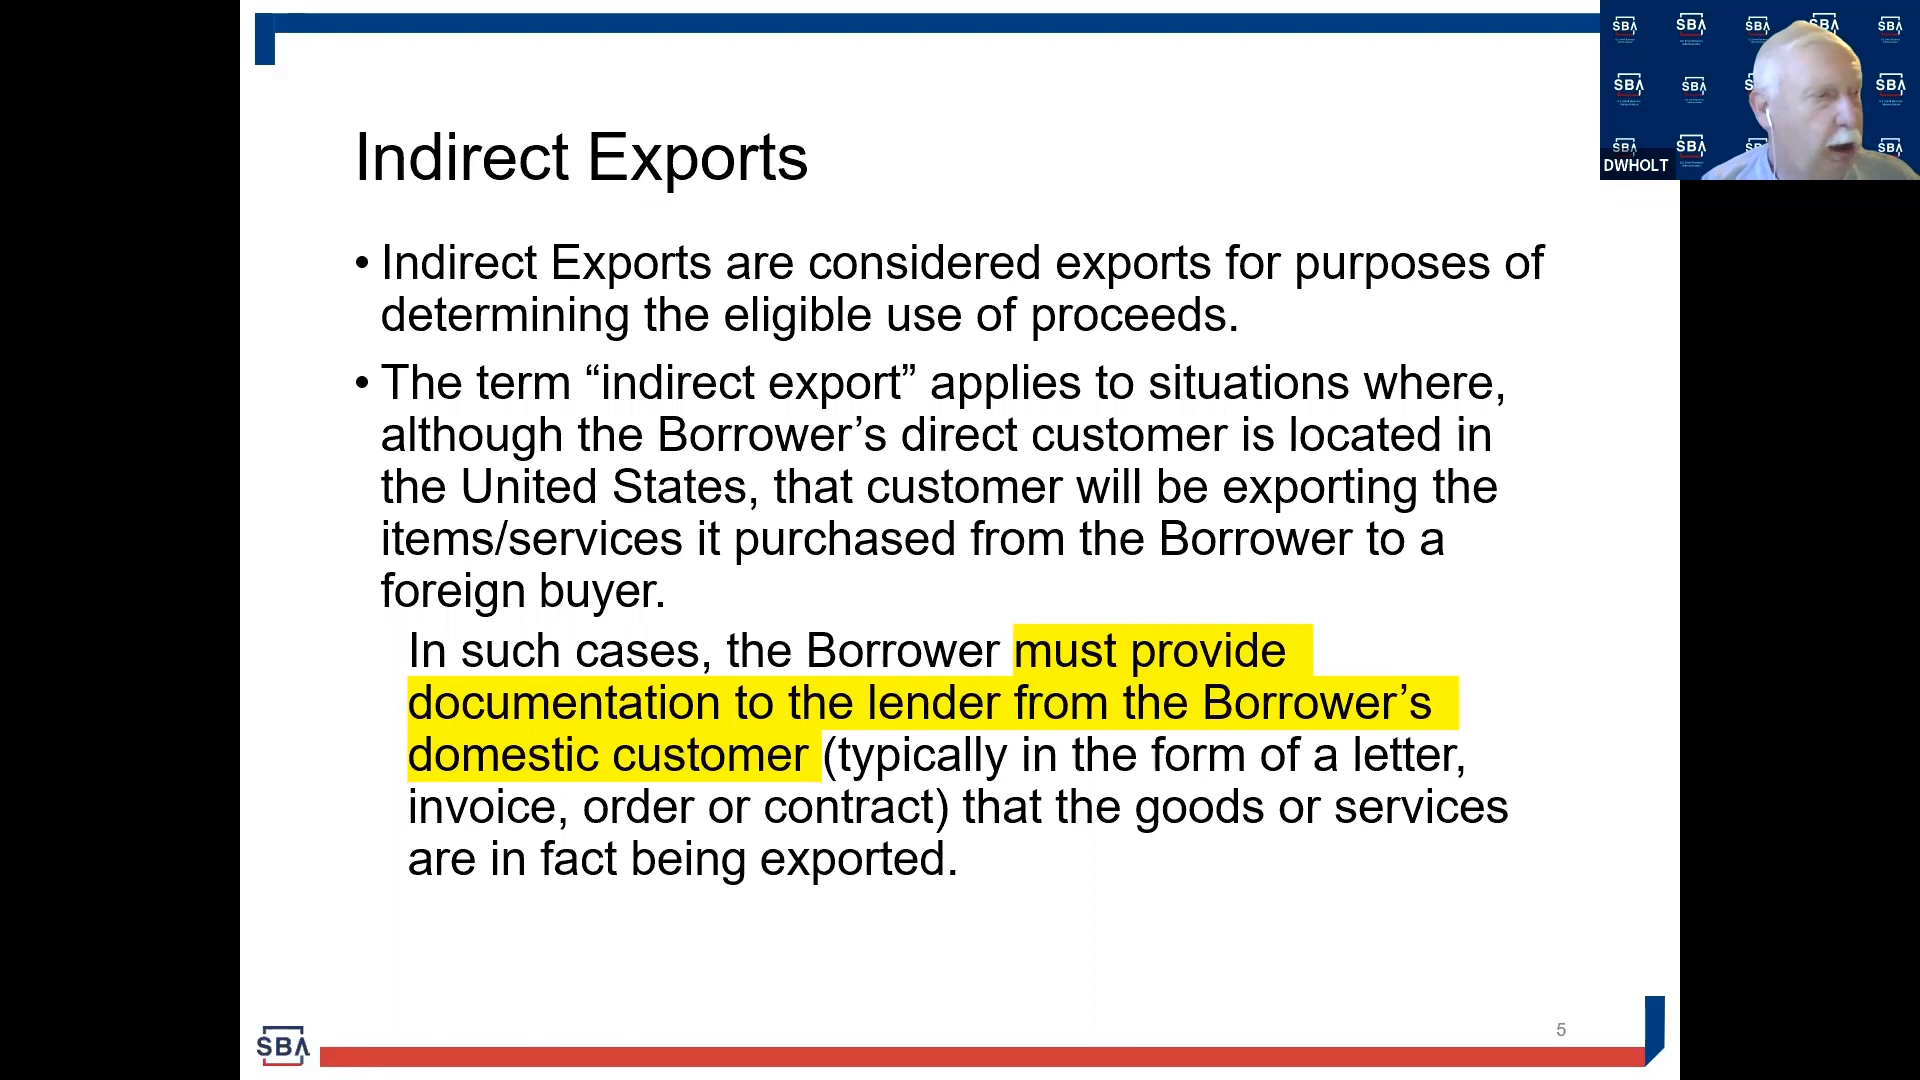 Indirect Exports
• Indirect Exports are considered exports for purposes of
determining the eligible use of proceeds.
• The term “indirect export” applies to situations where,
although the Borrower’s direct customer is located in
the United States, that customer will be exporting the
items/services it purchased from the Borrower to a
foreign buyer.
In such cases, the Borrower must provide
documentation to the lender from the Borrower’s
domestic customer (typically in the form of a letter,
invoice, order or contract) that the goods or services
are in fact being exported.
5
SBA
SBA SBA SBA SBA SBA
SBA SBA SBA
SBA SBA SBA
DWHOLT